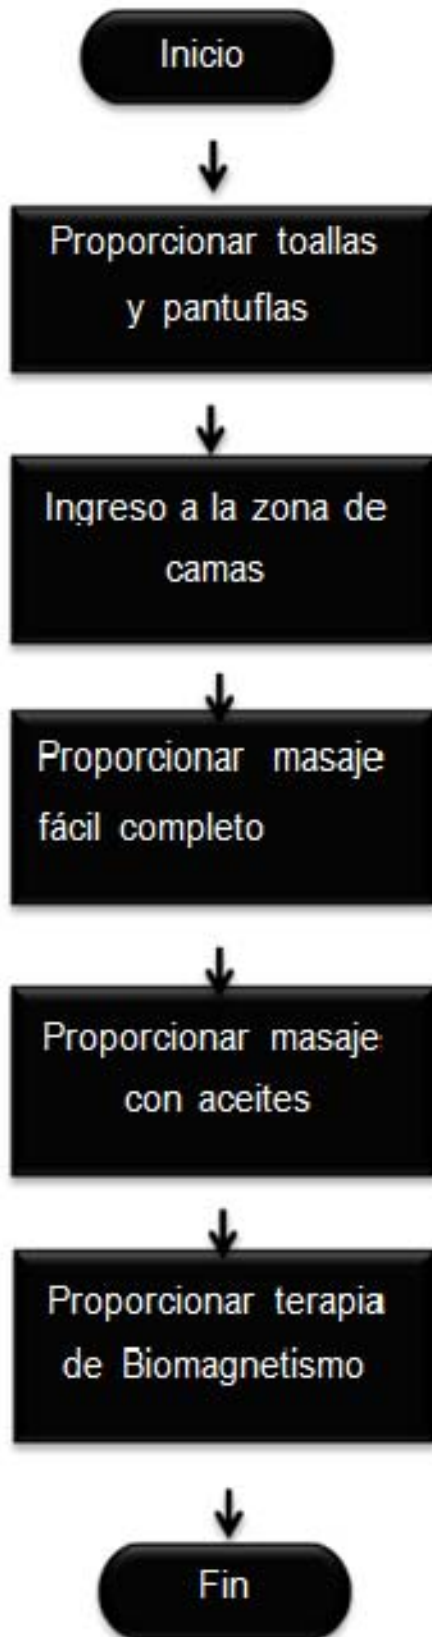 Inicio
Proporcionar toallas
y pantuflas
Ingreso a la zona de
camas
Proporcionar masaje
fácil completo
Proporcionar masaje
con aceites
Proporcionar terapia
de Biomagnetismo
Fin